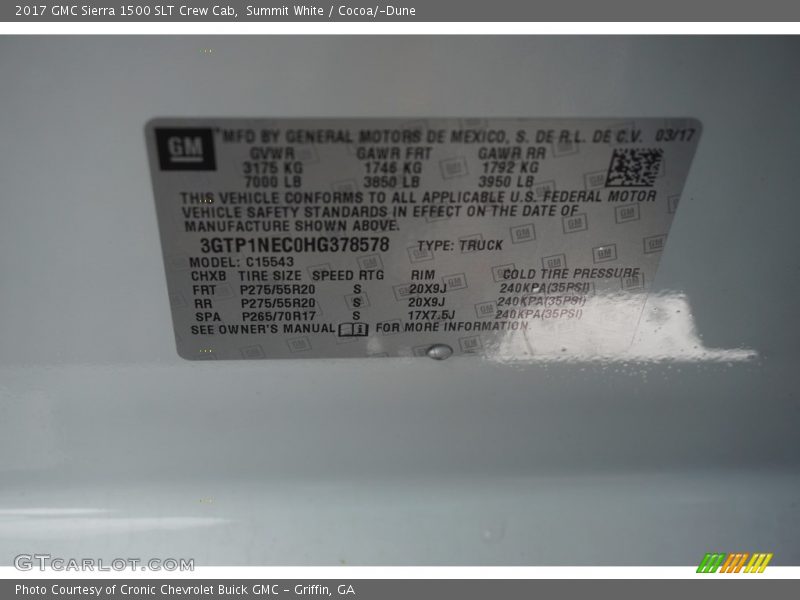 2017 GMC Sierra 1500 SLT Crew Cab,  Summit White / Cocoa/-Dune
GM
MFD BY GENERAL MOTORS DE MEXICO, S. DE R.L. DE C.V. 03/17
GVWR GAWR FRT GAWR RR
3175 KG 1746 KG 1792 KG
7000 LB 3850 LB 3950 LB
THIS VEHICLE CONFORMS TO ALL APPLICABLE U.S. FEDERAL MOTOR
VEHICLE SAFETY STANDARDS IN EFFECT ON THE DATE OF
MANUFACTURE SHOWN ABOVE.
3GTP1NEC0HG378578 TYPE: TRUCK
MODEL: C15543
CHXB TIRE SIZE SPEED RTG RIM COLD TIRE PRESSURE
FRT P275/55R20 S 20X9J 240KPA(35PSI)
RR P275/55R20 S 20X9J 240KPA(35PSI)
SPA P265/70R17 S 17X7.5J 240KPA(35PSI)
SEE OWNER'S MANUAL FOR MORE INFORMATION.
GTCARLOT.COM
Photo Courtesy of Cronic Chevrolet Buick GMC - Griffin, GA